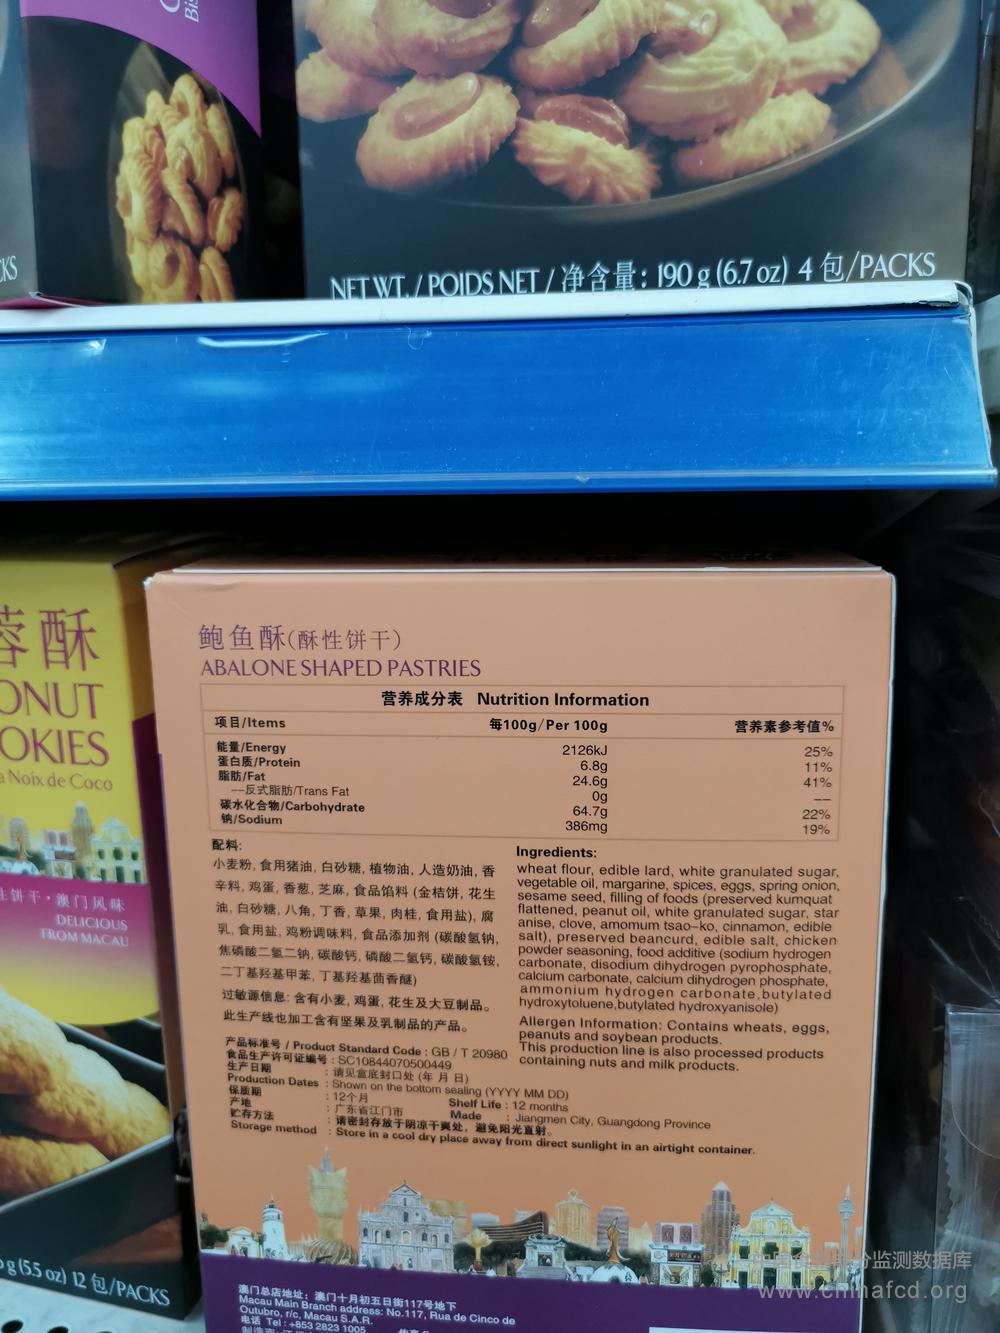 CKS
NET WT. / POIDS NET / 净含量: 190 g (6.7 oz) 4 包/PACKS
蓉酥
ONUT
OKIES
a Noix de Coco
性饼干·澳门风味
DELICIOUS
FROM MACAU
g (5.5 oz) 12 包/PACKS
鲍鱼酥(酥性饼干)
ABALONE SHAPED PASTRIES
营养成分表 Nutrition Information
项目/Items 每100g/Per 100g 营养素参考值%
能量/Energy 2126kJ 25%
蛋白质/Protein 6.8g 11%
脂肪/Fat 24.6g 41%
--反式脂肪/Trans Fat 0g --
碳水化合物/Carbohydrate 64.7g 22%
钠/Sodium 386mg 19%
配料:
小麦粉, 食用猪油, 白砂糖, 植物油, 人造奶油, 香
辛料, 鸡蛋, 香葱, 芝麻, 食品馅料 (金桔饼, 花生
油, 白砂糖, 八角, 丁香, 草果, 肉桂, 食用盐), 腐
乳, 食用盐, 鸡粉调味料, 食品添加剂 (碳酸氢钠,
焦磷酸二氢二钠, 碳酸钙, 磷酸二氢钙, 碳酸氢铵,
二丁基羟基甲苯, 丁基羟基茴香醚)
过敏源信息: 含有小麦, 鸡蛋, 花生及大豆制品。
此生产线也加工含有坚果及乳制品的产品。
Ingredients:
wheat flour, edible lard, white granulated sugar,
vegetable oil, margarine, spices, eggs, spring onion,
sesame seed, filling of foods (preserved kumquat
flattened, peanut oil, white granulated sugar, star
anise, clove, amomum tsao-ko, cinnamon, edible
salt), preserved beancurd, edible salt, chicken
powder seasoning, food additive (sodium hydrogen
carbonate, disodium dihydrogen pyrophosphate,
calcium carbonate, calcium dihydrogen phosphate,
ammonium hydrogen carbonate,butylated
hydroxytoluene,butylated hydroxyanisole)
Allergen Information: Contains wheats, eggs,
peanuts and soybean products.
This production line is also processed products
containing nuts and milk products.
产品标准号 / Product Standard Code : GB / T 20980
食品生产许可证编号 : SC10844070500449
生产日期 : 请见盒底封口处 (年 月 日)
Production Dates : Shown on the bottom sealing (YYYY MM DD)
保质期 : 12个月 Shelf Life : 12 months
产地 : 广东省江门市 Made : Jiangmen City, Guangdong Province
贮存方法 : 请密封存放于阴凉干爽处, 避免阳光直射。
Storage method : Store in a cool dry place away from direct sunlight in an airtight container.
澳门总店地址: 澳门十月初五日街117号地下
Macau Main Branch address: No.117, Rua de Cinco de
Outubro, r/c, Macau S.A.R.
电话 Tel : +853 2823 1005
分监测数据库
www.chinafcd.org